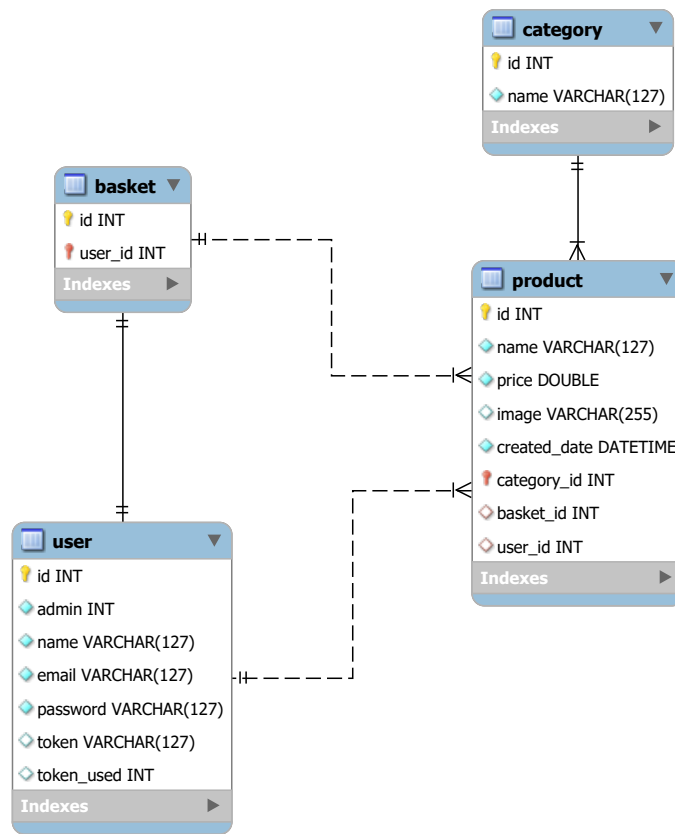 category
id INT
name VARCHAR(127)
Indexes
basket
id INT
user_id INT
Indexes
product
id INT
name VARCHAR(127)
price DOUBLE
image VARCHAR(255)
created_date DATETIME
category_id INT
basket_id INT
user_id INT
Indexes
user
id INT
admin INT
name VARCHAR(127)
email VARCHAR(127)
password VARCHAR(127)
token VARCHAR(127)
token_used INT
Indexes